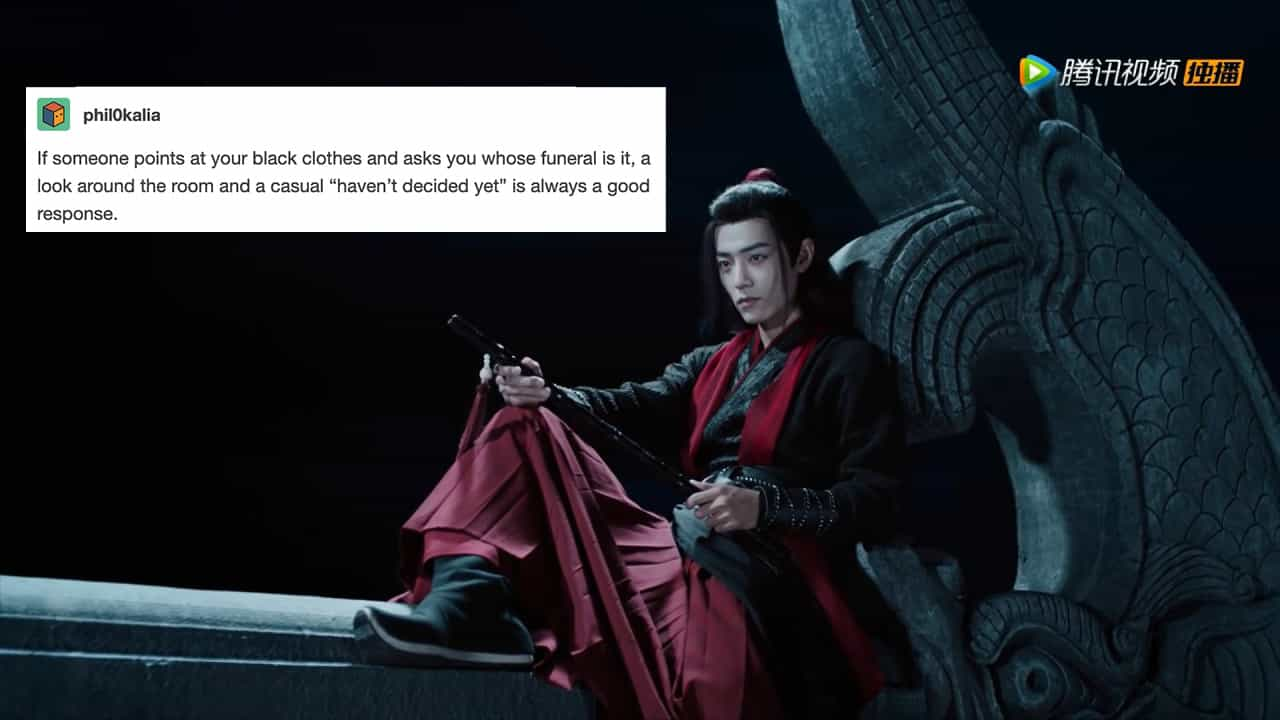 phil0kalia
If someone points at your black clothes and asks you whose funeral is it, a
look around the room and a casual “haven’t decided yet” is always a good
response.
腾讯视频 独播